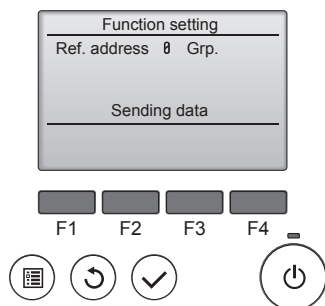 Function setting
Ref. address 0 Grp.
Sending data
F1 F2 F3 F4